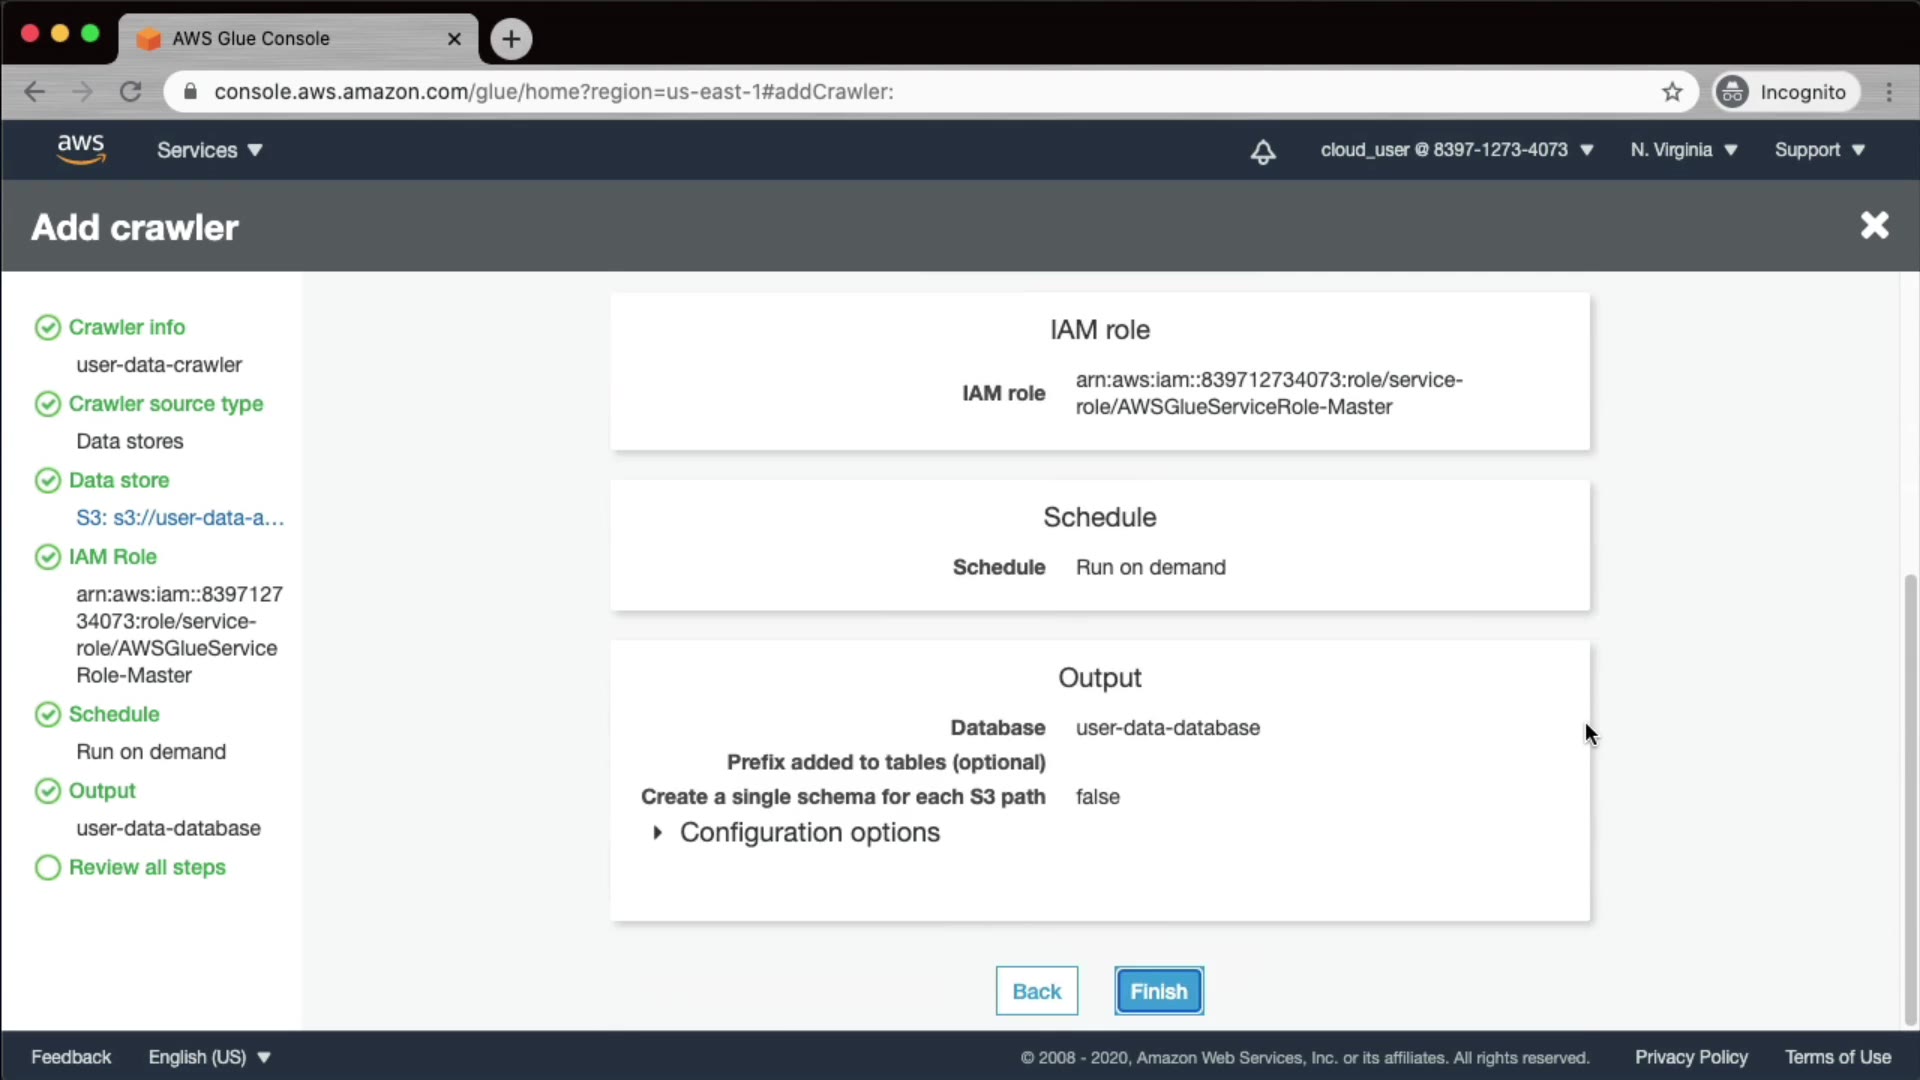 AWS Glue Console
console.aws.amazon.com/glue/home?region=us-east-1#addCrawler:
Incognito
aws
Services
cloud_user @ 8397-1273-4073
N. Virginia
Support
Add crawler
Crawler info
user-data-crawler
Crawler source type
Data stores
Data store
S3: s3://user-data-a...
IAM Role
arn:aws:iam::8397127
34073:role/service-
role/AWSGlueService
Role-Master
Schedule
Run on demand
Output
user-data-database
Review all steps
IAM role
IAM role
arn:aws:iam::839712734073:role/service-
role/AWSGlueServiceRole-Master
Schedule
Schedule Run on demand
Output
Database user-data-database
Prefix added to tables (optional)
Create a single schema for each S3 path false
Configuration options
Back
Finish
Feedback
English (US)
© 2008 - 2020, Amazon Web Services, Inc. or its affiliates. All rights reserved.
Privacy Policy
Terms of Use